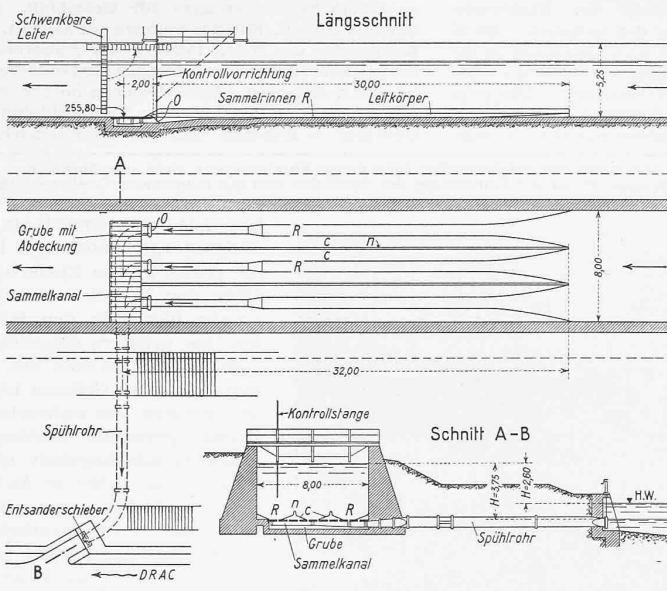 Längsschnitt
Schwenkbare
Leiter
2,00
Kontrollvorrichtung
30,00
~5,25
255,80
O
Sammelrinnen R
Leitkörper
A
O
Grube mit
Abdeckung
R
c
n
c
R
8,00
Sammelkanal
R
32,00
Kontrollstange
Schnitt A-B
Spühlrohr
8,00
H=3,75
H=2,60
H.W.
R
n
c
R
Entsanderschieber
Grube
Sammelkanal
Spühlrohr
B
DRAC